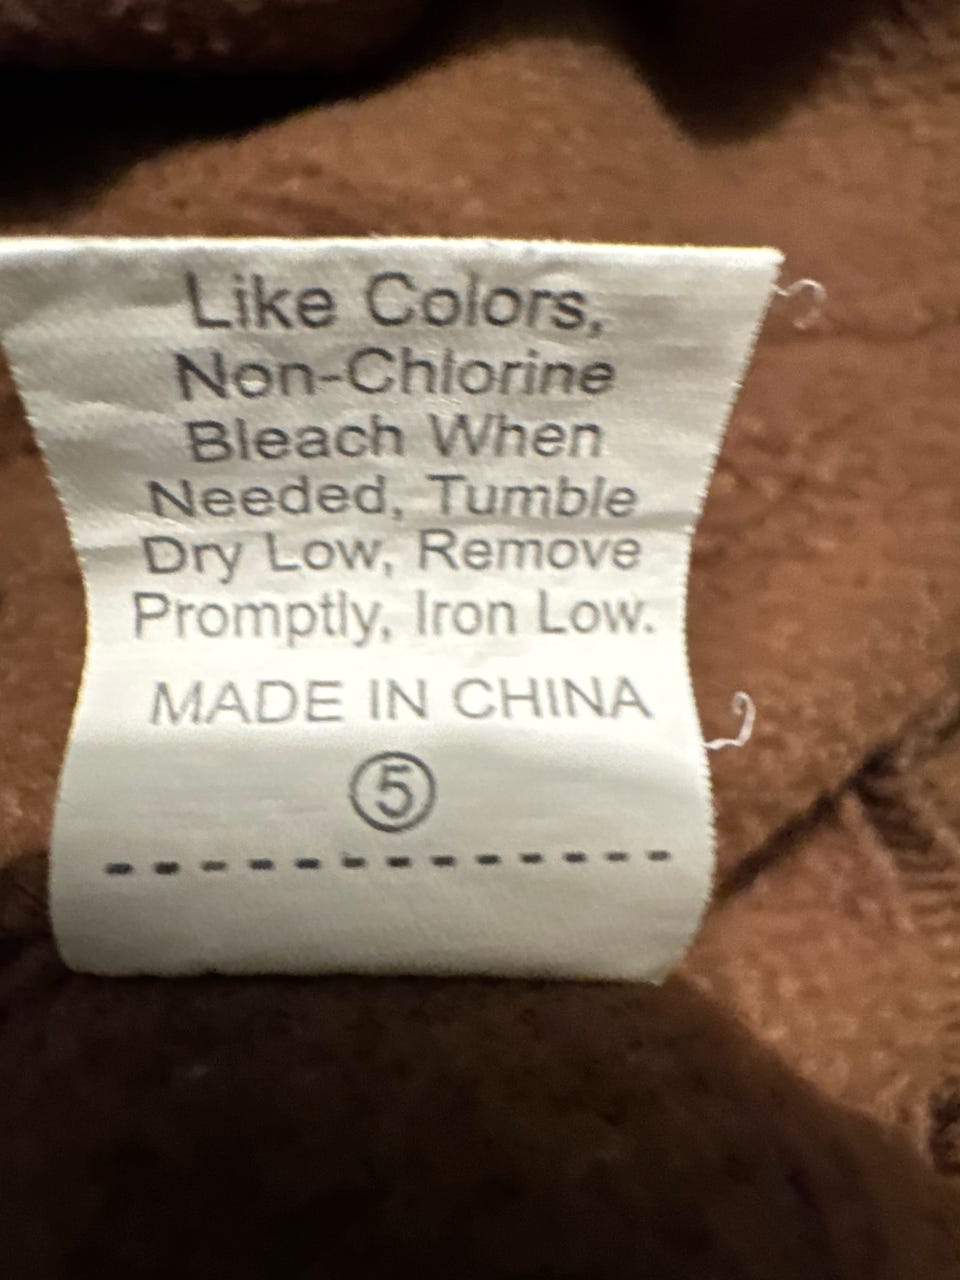 Like Colors,
Non-Chlorine
Bleach When
Needed, Tumble
Dry Low, Remove
Promptly, Iron Low.
MADE IN CHINA
⑤